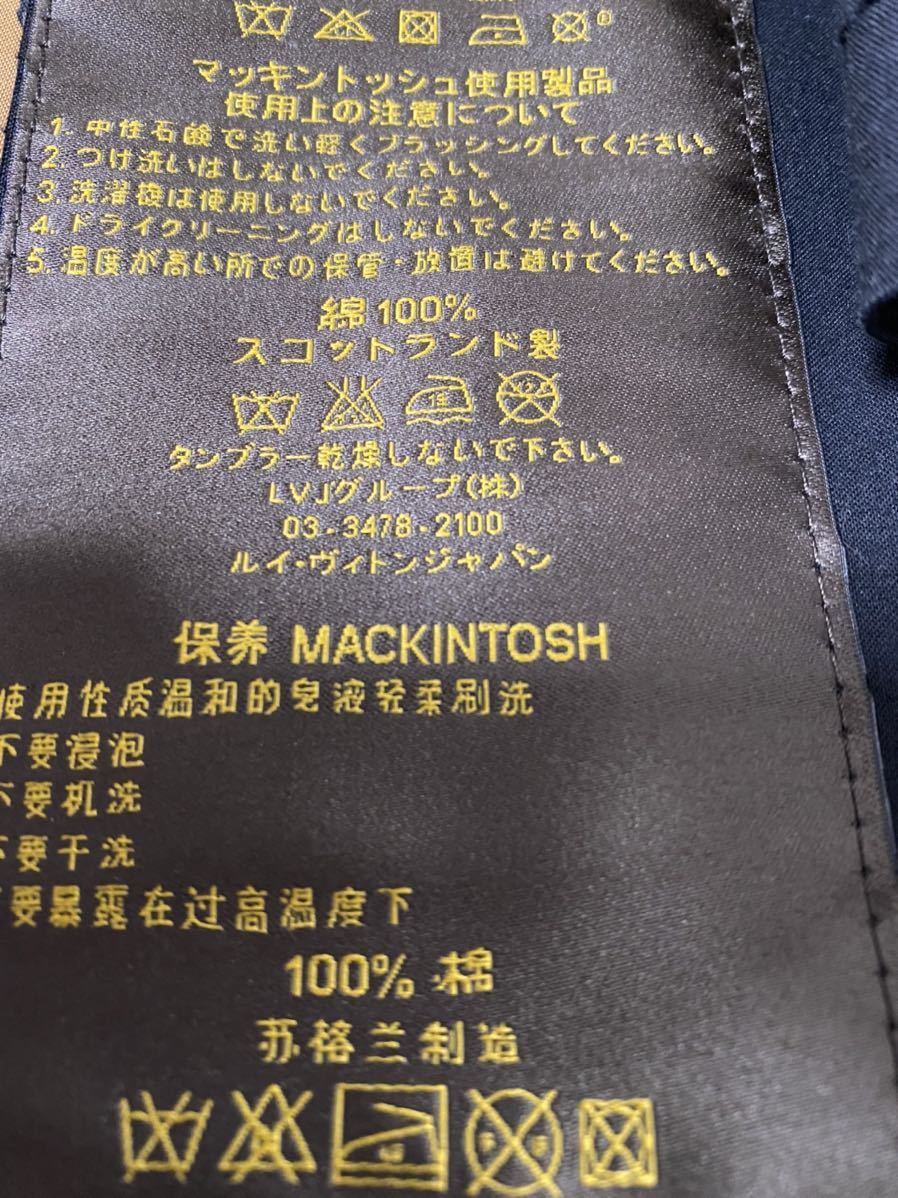 マッキントッシュ使用製品
使用上の注意について
1. 中性石鹸で洗い軽くブラッシングしてください。
2. つけ洗いはしないでください。
3. 洗濯機は使用しないでください。
4. ドライクリーニングはしないでください。
5. 温度が高い所での保管・放置は避けてください。
綿 100%
スコットランド製
タンブラー乾燥しないで下さい。
LVJグループ(株)
03-3478-2100
ルイ・ヴィトンジャパン
保养 MACKINTOSH
使用性质温和的皂液轻柔刷洗
不要浸泡
不要机洗
不要干洗
要暴露在过高温度下
100% 棉
苏格兰制造